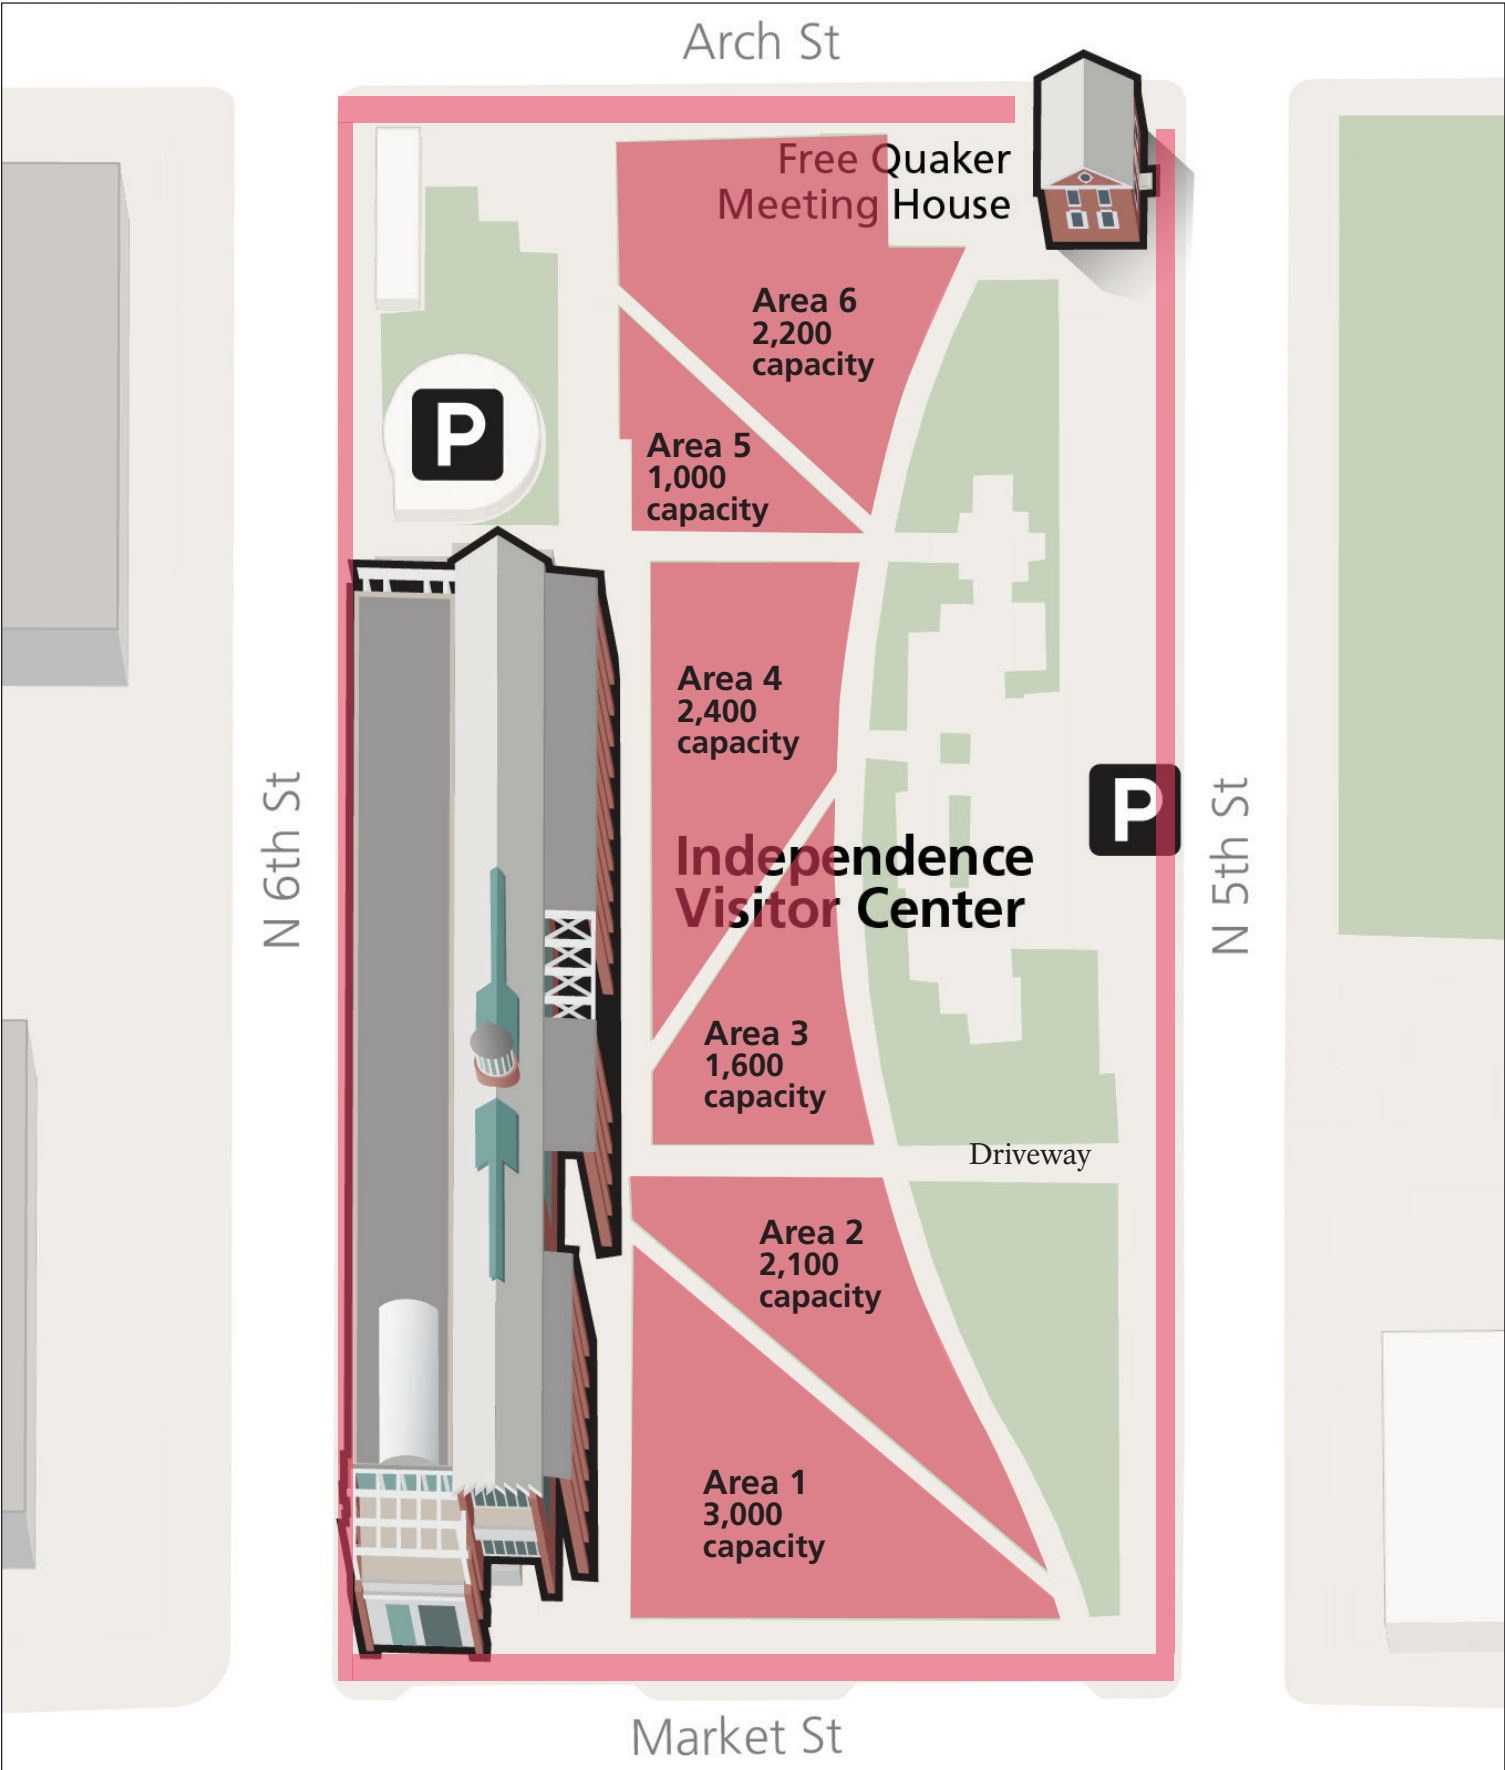 Arch St
Free Quaker
Meeting House
Area 6
2,200
capacity
P
Area 5
1,000
capacity
Area 4
2,400
capacity
N 6th St
P
N 5th St
Independence
Visitor Center
Area 3
1,600
capacity
Driveway
Area 2
2,100
capacity
Area 1
3,000
capacity
Market St